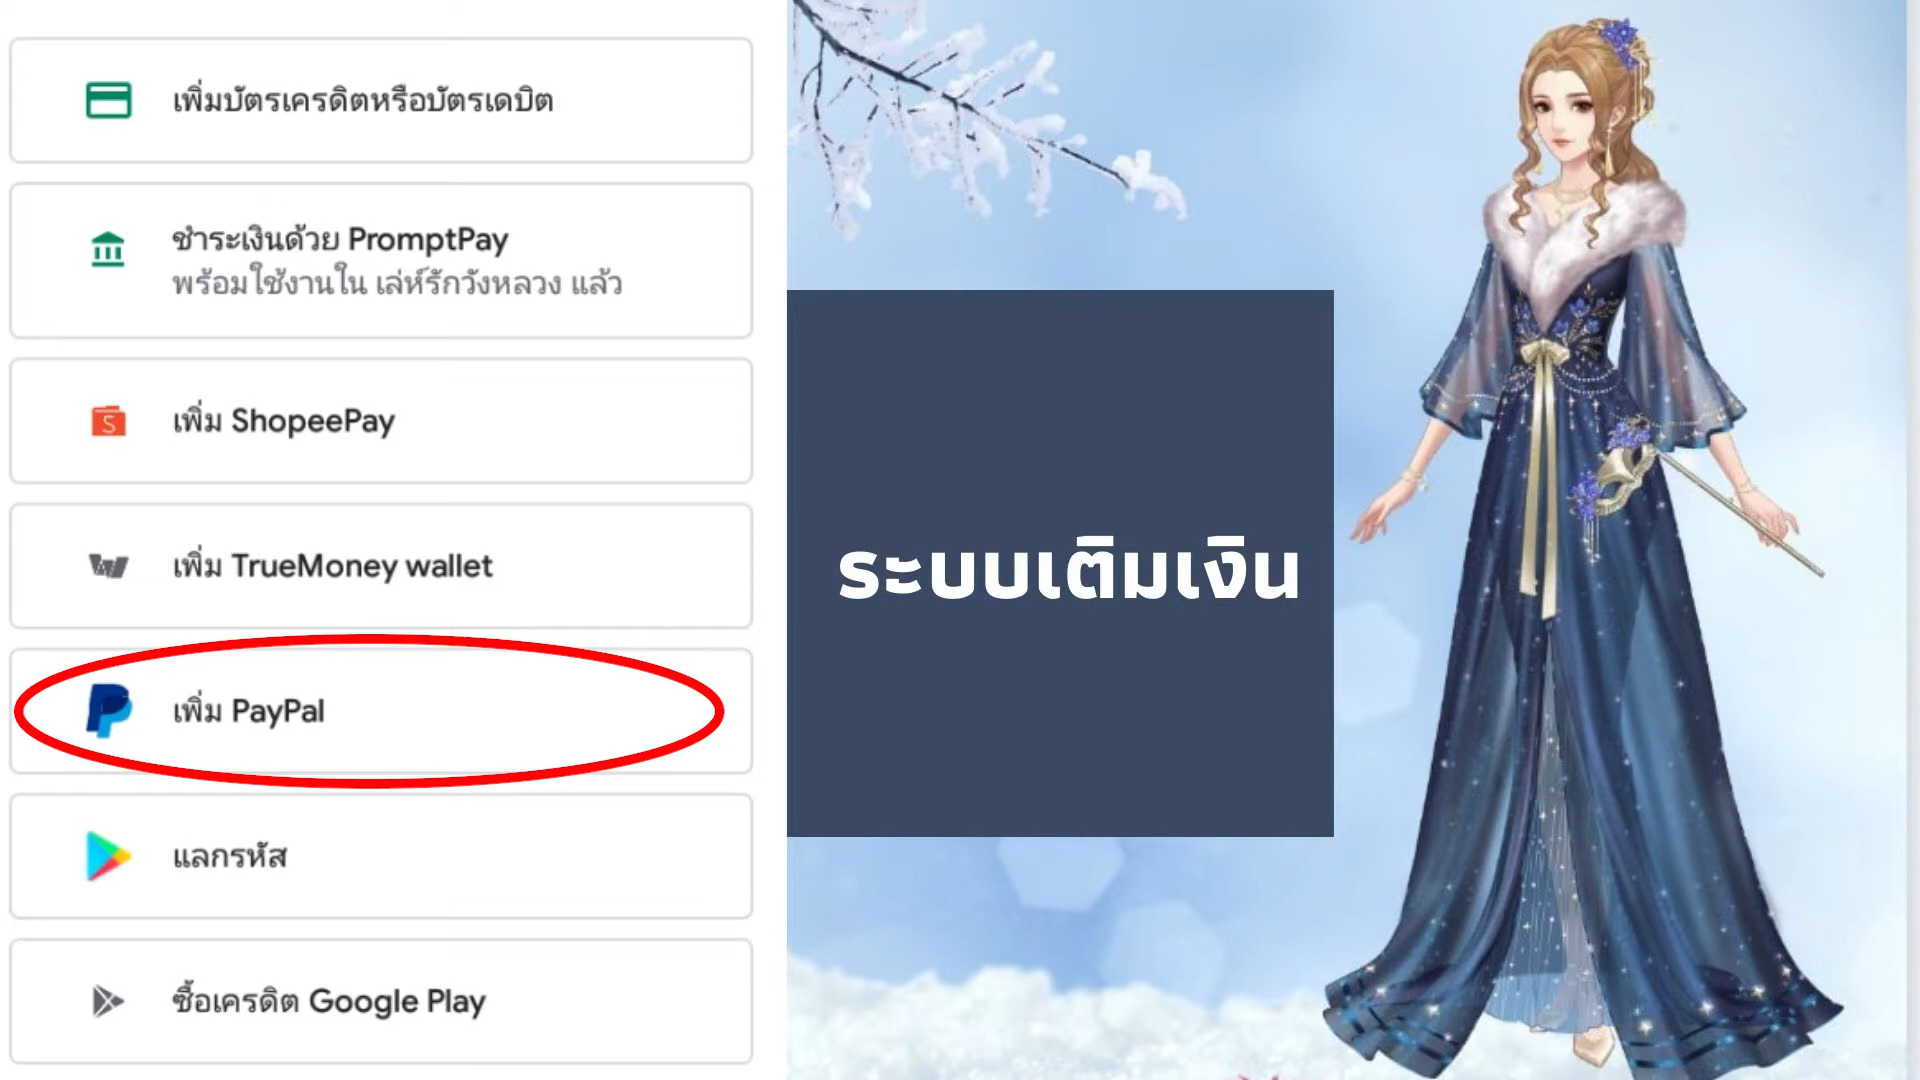 เพิ่มบัตรเครดิตหรือบัตรเดบิต
ชำระเงินด้วย PromptPay
พร้อมใช้งานใน เล่ห์รักวังหลวง แล้ว
เพิ่ม ShopeePay
เพิ่ม TrueMoney wallet
เพิ่ม PayPal
แลกรหัส
ซื้อเครดิต Google Play
ระบบเติมเงิน